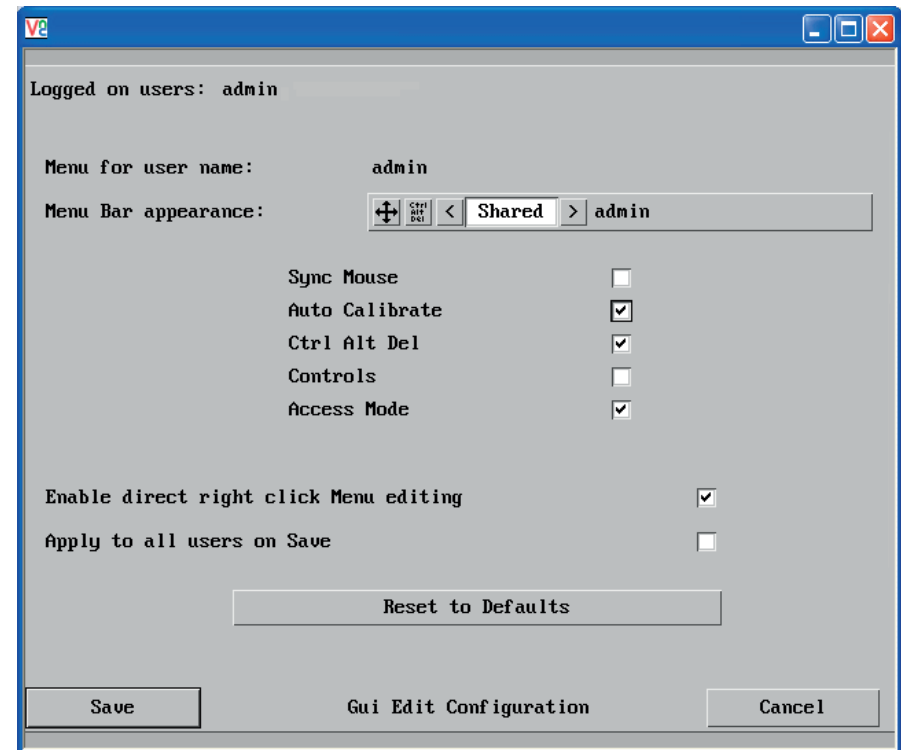 V2
Logged on users: admin
Menu for user name: admin
Menu Bar appearance: Ctrl Alt Del < Shared > admin
Sync Mouse
Auto Calibrate
Ctrl Alt Del
Controls
Access Mode
Enable direct right click Menu editing
Apply to all users on Save
Reset to Defaults
Save Gui Edit Configuration Cancel